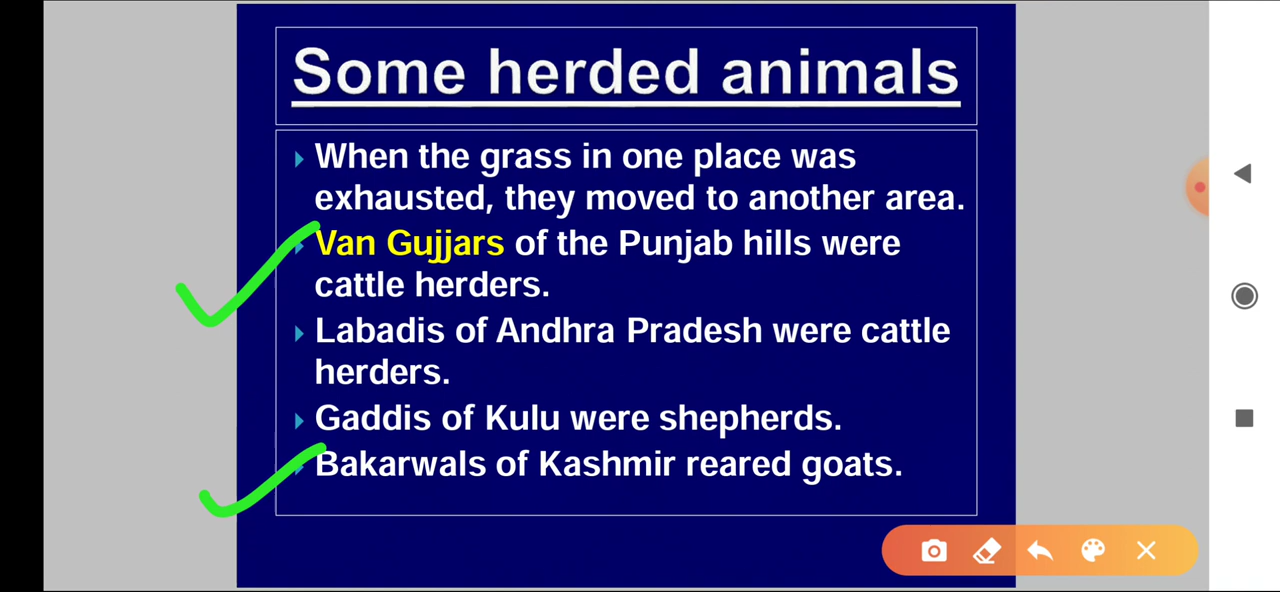 Some herded animals
When the grass in one place was
exhausted, they moved to another area.
Van Gujjars of the Punjab hills were
cattle herders.
Labadis of Andhra Pradesh were cattle
herders.
Gaddis of Kulu were shepherds.
Bakarwals of Kashmir reared goats.